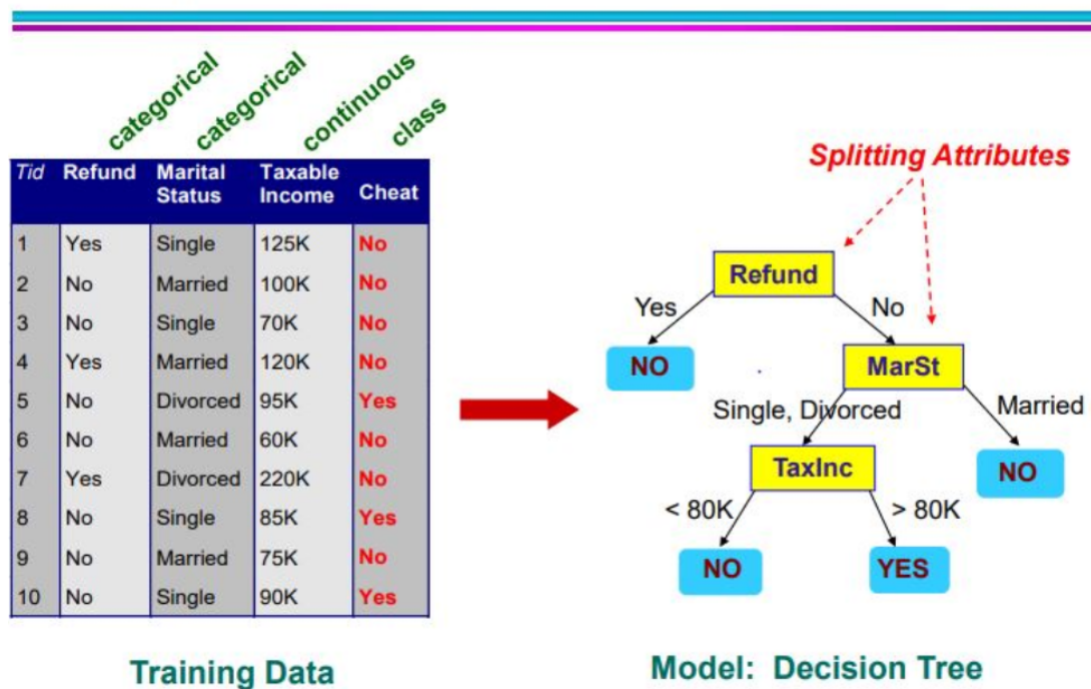 categorical
categorical
continuous
class
Tid Refund Marital Status Taxable Income Cheat
1 Yes Single 125K No
2 No Married 100K No
3 No Single 70K No
4 Yes Married 120K No
5 No Divorced 95K Yes
6 No Married 60K No
7 Yes Divorced 220K No
8 No Single 85K Yes
9 No Married 75K No
10 No Single 90K Yes
Training Data
Splitting Attributes
Refund
Yes
No
NO
MarSt
Single, Divorced
Married
TaxInc
NO
< 80K
> 80K
NO
YES
Model: Decision Tree